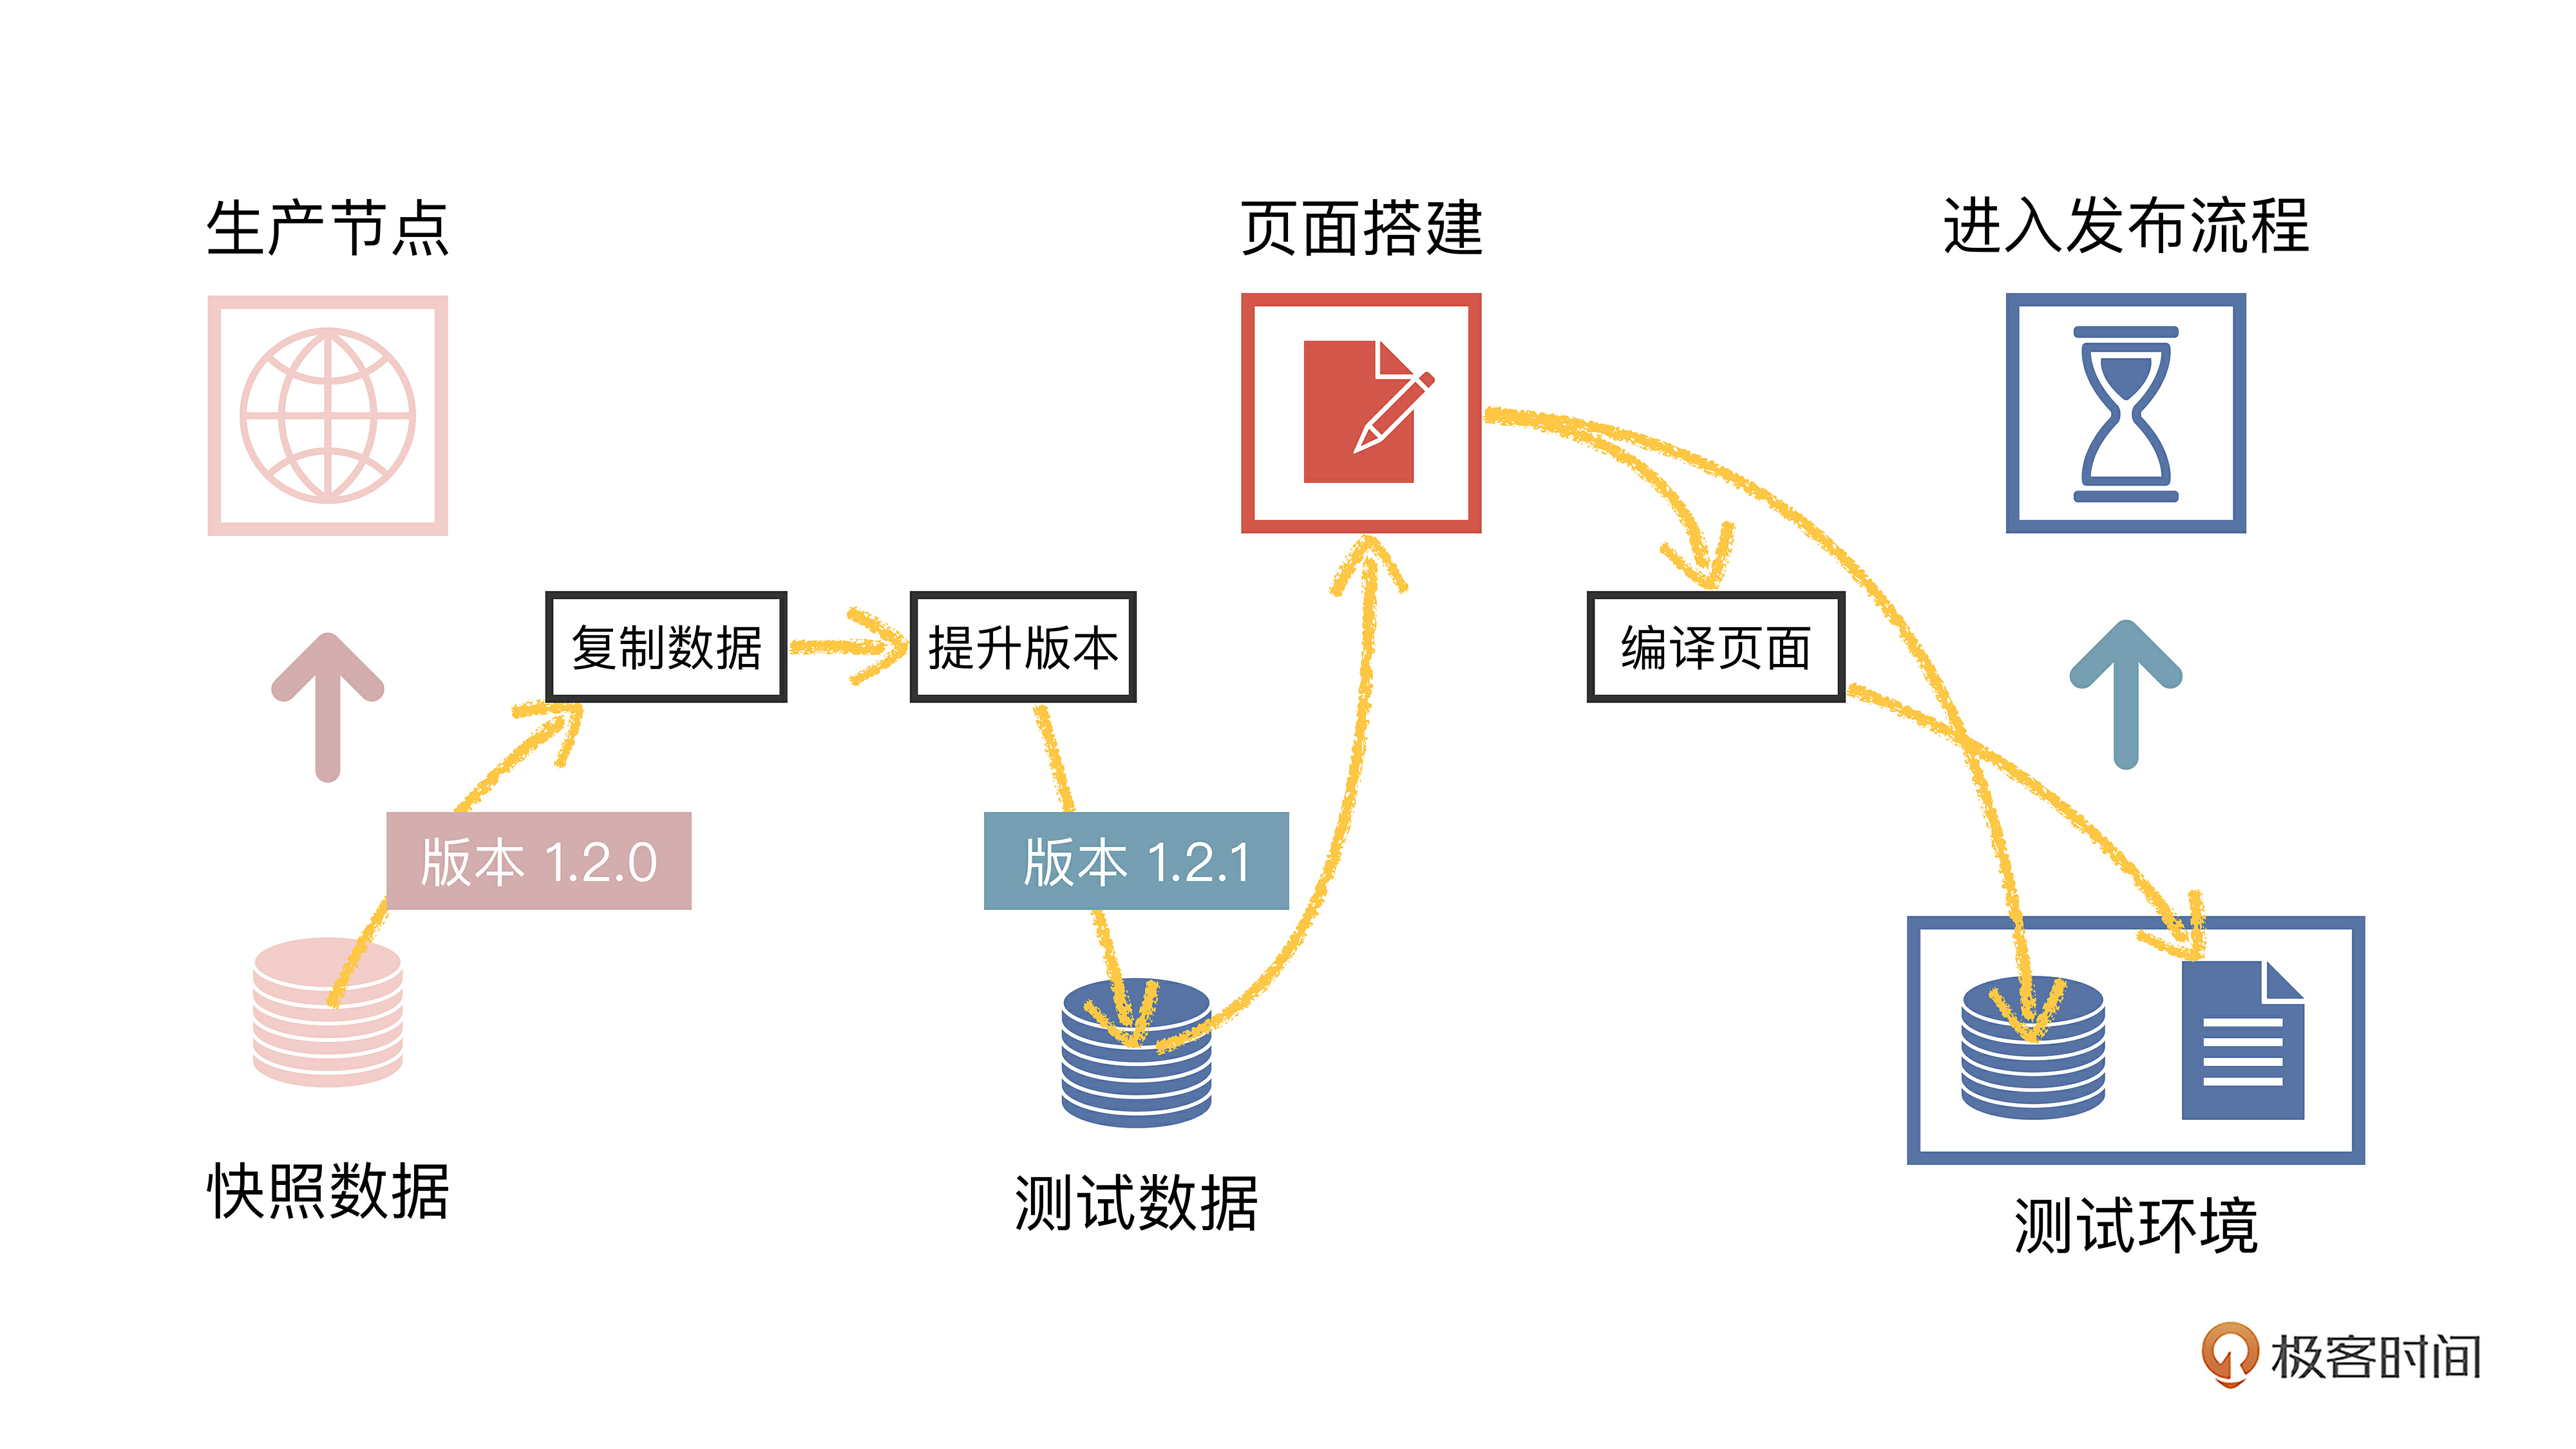 生产节点
页面搭建
进入发布流程
复制数据
提升版本
编译页面
版本 1.2.0
版本 1.2.1
快照数据
测试数据
测试环境
极客时间